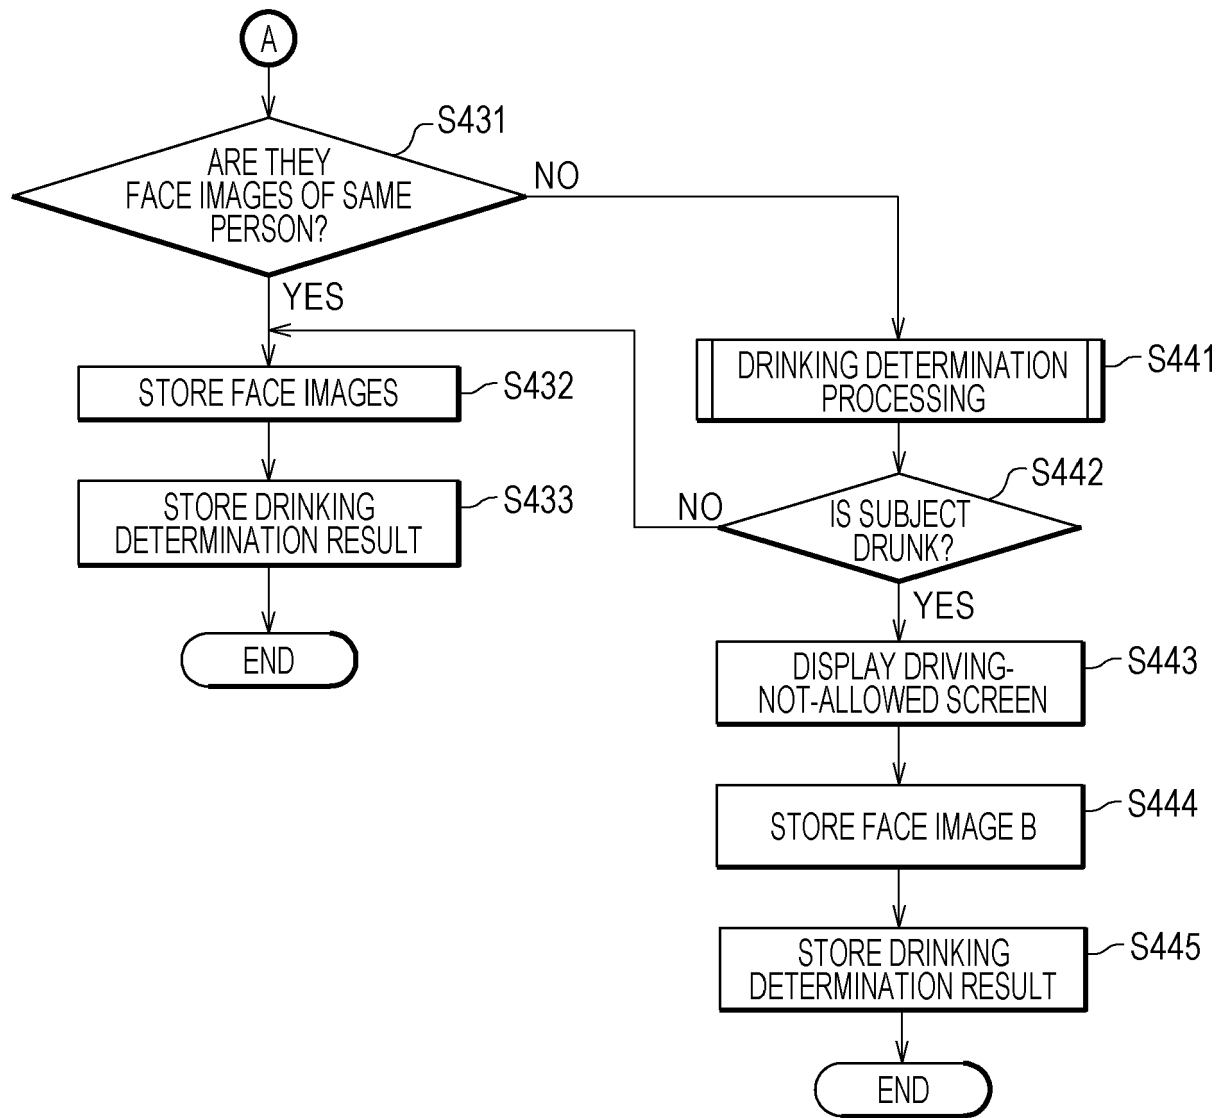 A
S431
ARE THEY
FACE IMAGES OF SAME
PERSON?
NO
YES
STORE FACE IMAGES
S432
STORE DRINKING
DETERMINATION RESULT
S433
END
DRINKING DETERMINATION
PROCESSING
S441
S442
IS SUBJECT
DRUNK?
NO
YES
DISPLAY DRIVING-
NOT-ALLOWED SCREEN
S443
STORE FACE IMAGE B
S444
STORE DRINKING
DETERMINATION RESULT
S445
END